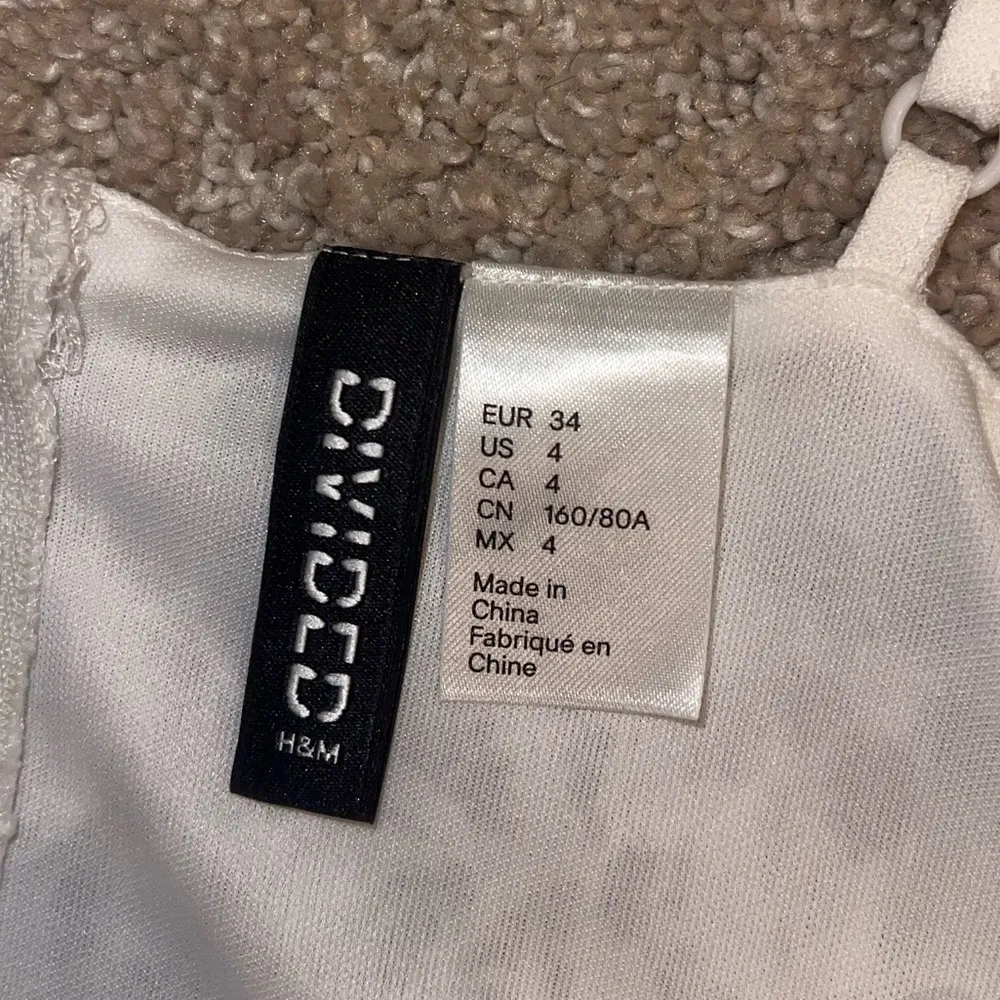 DIVIDED
H&M
EUR 34
US 4
CA 4
CN 160/80A
MX 4
Made in
China
Fabriqué en
Chine